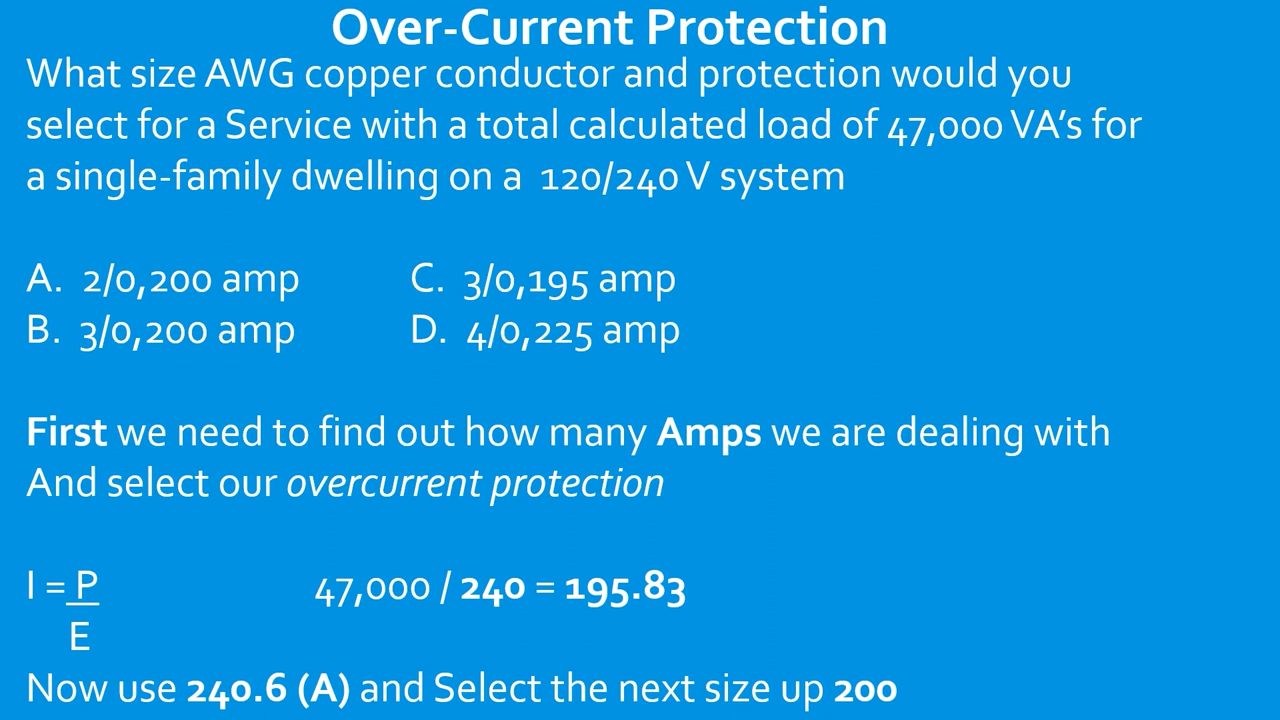 Over-Current Protection
What size AWG copper conductor and protection would you
select for a Service with a total calculated load of 47,000 VA’s for
a single-family dwelling on a 120/240 V system
A. 2/0,200 amp C. 3/0,195 amp
B. 3/0,200 amp D. 4/0,225 amp
First we need to find out how many Amps we are dealing with
And select our overcurrent protection
I = P 47,000 / 240 = 195.83
E
Now use 240.6 (A) and Select the next size up 200